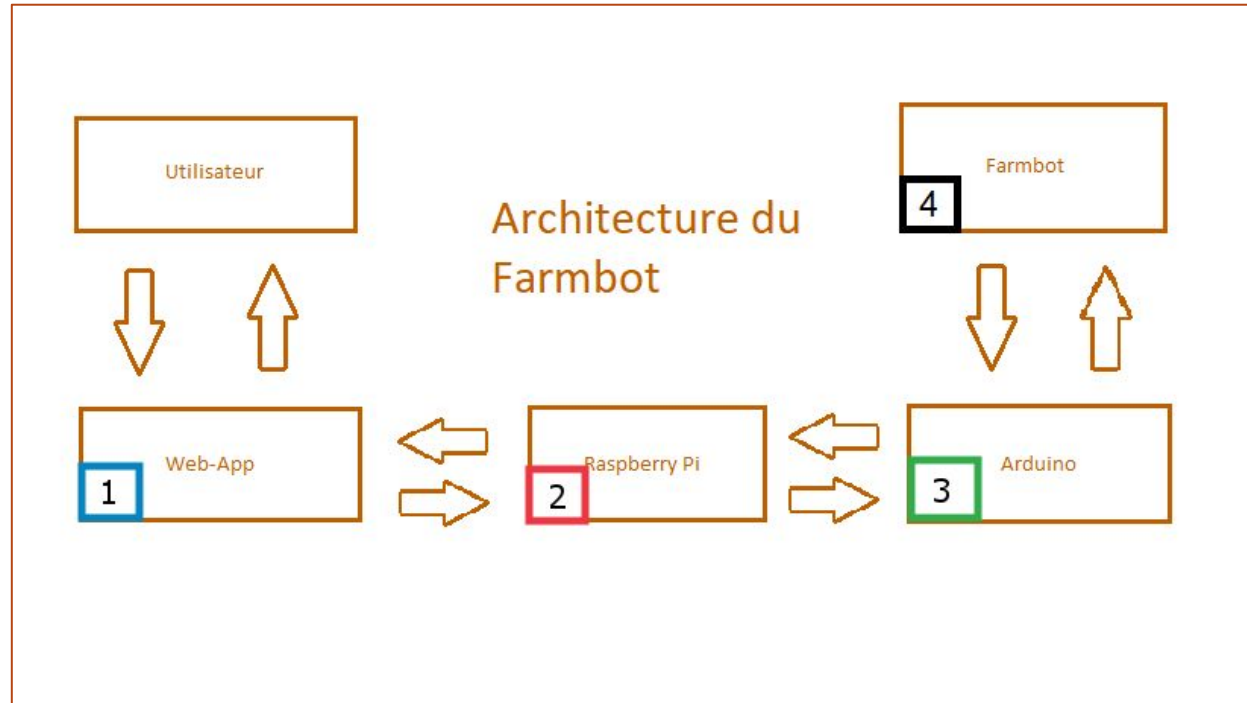 Utilisateur
Farmbot
4
Architecture du
Farmbot
Web-App
1
Raspberry Pi
2
Arduino
3